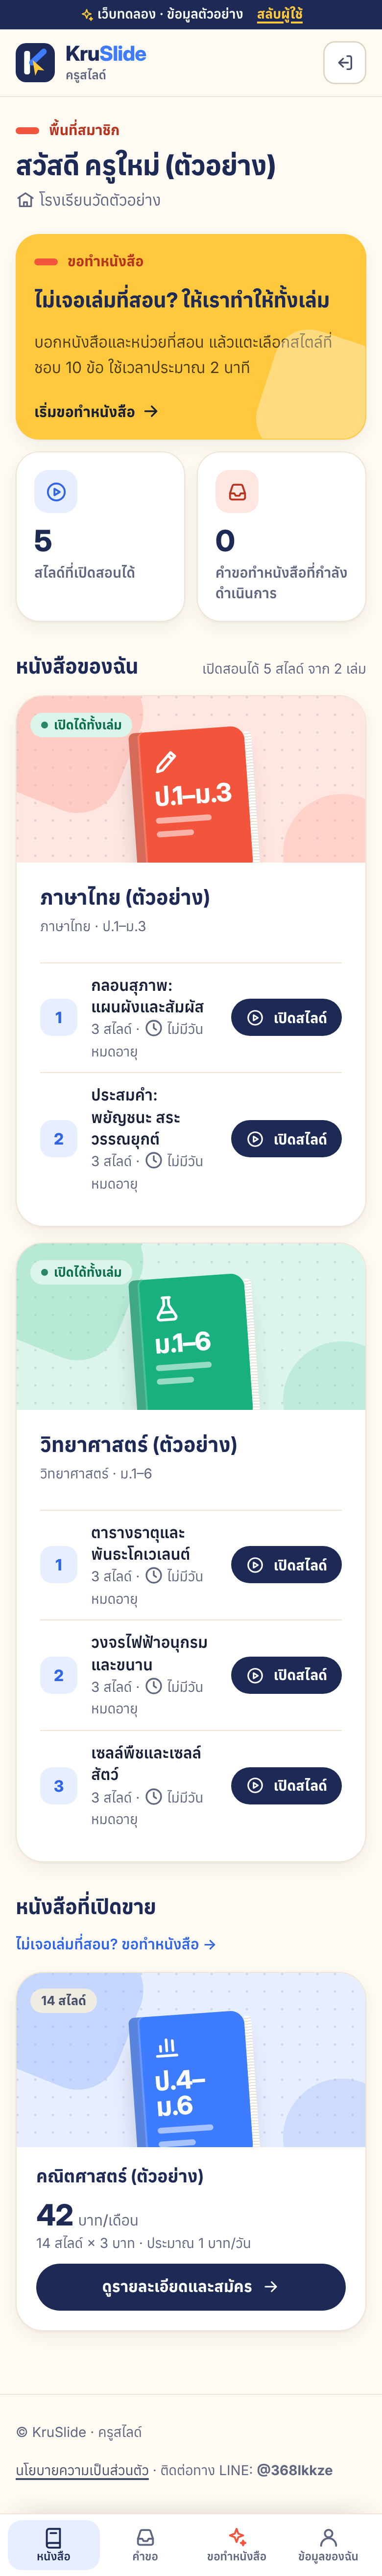 เว็บทดลอง · ข้อมูลตัวอย่าง สลับผู้ใช้
KruSlide
ครูสไลด์
พื้นที่สมาชิก
สวัสดี ครูใหม่ (ตัวอย่าง)
โรงเรียนวัดตัวอย่าง
ขอทำหนังสือ
ไม่เจอเล่มที่สอน? ให้เราทำให้ทั้งเล่ม
บอกหนังสือและหน่วยที่สอน แล้วแตะเลือกสไตล์ที่
ชอบ 10 ข้อ ใช้เวลาประมาณ 2 นาที
เริ่มขอทำหนังสือ →
5
สไลด์ที่เปิดสอนได้
0
คำขอทำหนังสือที่กำลัง
ดำเนินการ
หนังสือของฉัน
เปิดสอนได้ 5 สไลด์ จาก 2 เล่ม
เปิดได้ทั้งเล่ม
ป.1–ม.3
ภาษาไทย (ตัวอย่าง)
ภาษาไทย · ป.1–ม.3
1
กลอนสุภาพ:
แผนผังและสัมผัส
3 สไลด์ · ไม่มีวัน
หมดอายุ
เปิดสไลด์
2
ประสมคำ:
พยัญชนะ สระ
วรรณยุกต์
3 สไลด์ · ไม่มีวัน
หมดอายุ
เปิดสไลด์
เปิดได้ทั้งเล่ม
ม.1–6
วิทยาศาสตร์ (ตัวอย่าง)
วิทยาศาสตร์ · ม.1–6
1
ตารางธาตุและ
พันธะโคเวเลนต์
3 สไลด์ · ไม่มีวัน
หมดอายุ
เปิดสไลด์
2
วงจรไฟฟ้าอนุกรม
และขนาน
3 สไลด์ · ไม่มีวัน
หมดอายุ
เปิดสไลด์
3
เซลล์พืชและเซลล์
สัตว์
3 สไลด์ · ไม่มีวัน
หมดอายุ
เปิดสไลด์
หนังสือที่เปิดขาย
ไม่เจอเล่มที่สอน? ขอทำหนังสือ →
14 สไลด์
ป.4–
ม.6
คณิตศาสตร์ (ตัวอย่าง)
42 บาท/เดือน
14 สไลด์ × 3 บาท · ประมาณ 1 บาท/วัน
ดูรายละเอียดและสมัคร →
© KruSlide · ครูสไลด์
นโยบายความเป็นส่วนตัว · ติดต่อทาง LINE: @368lkkze
หนังสือ
คำขอ
ขอทำหนังสือ
ข้อมูลของฉัน